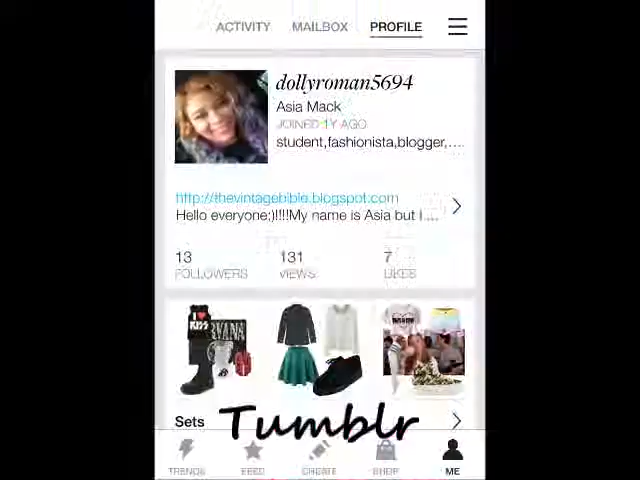 ACTIVITY MAILBOX PROFILE
dollyroman5694
Asia Mack
JOINED 1Y AGO
student,fashionista,blogger,....
http://thevintagebible.blogspot.com
Hello everyone:)!!!!My name is Asia but I ...
13 131 7
FOLLOWERS VIEWS LIKES
I
KISS
Sets
Tumblr
TRENDS FEED CREATE SHOP ME